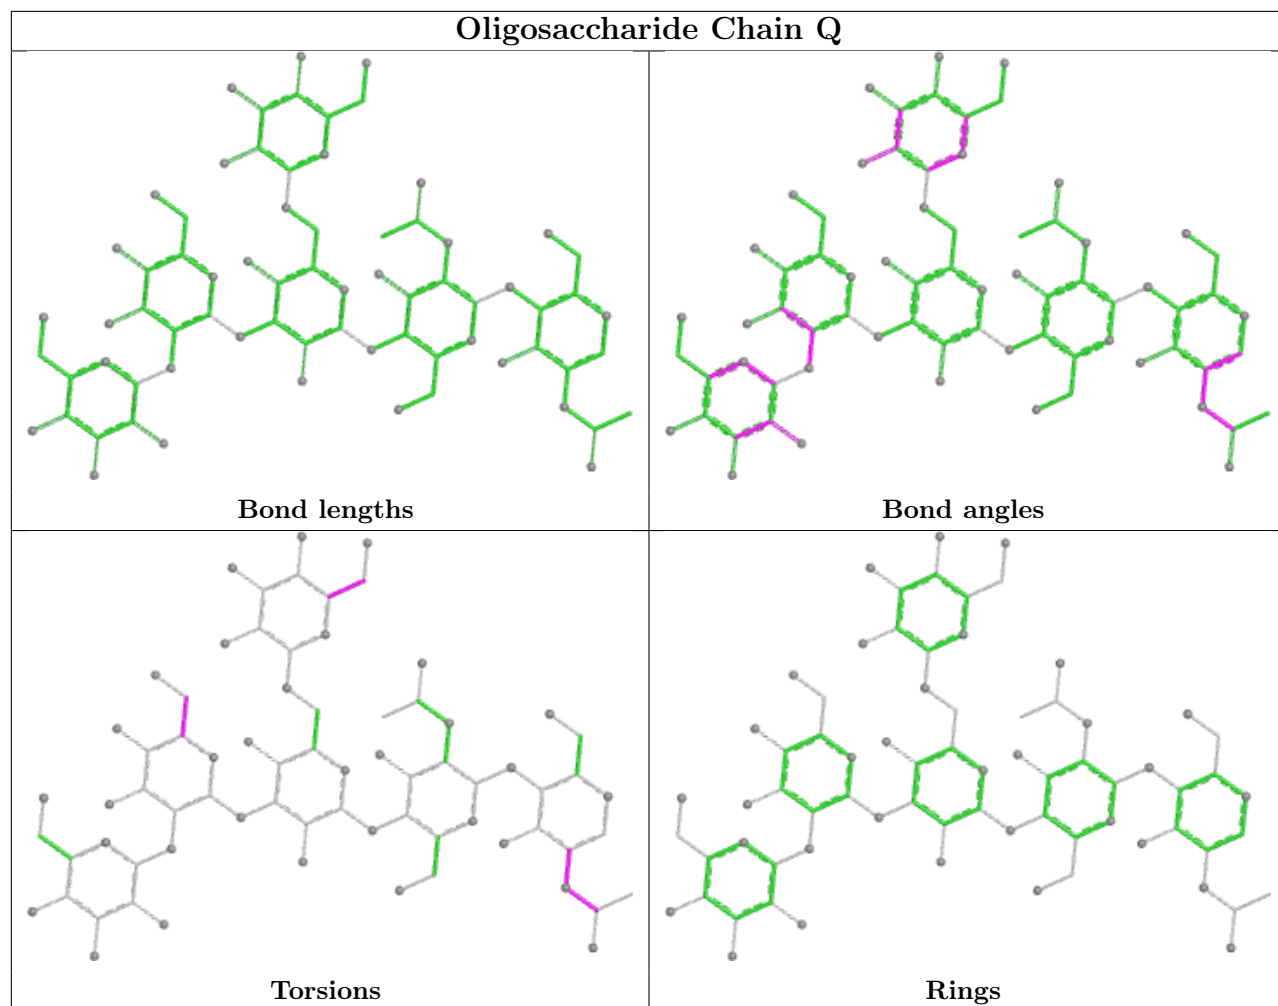 Oligosaccharide Chain Q
Bond lengths
Bond angles
Torsions
Rings